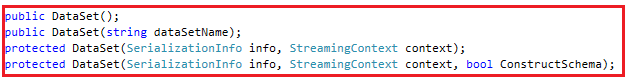 public DataSet();
public DataSet(string dataSetName);
protected DataSet(SerializationInfo info, StreamingContext context);
protected DataSet(SerializationInfo info, StreamingContext context, bool ConstructSchema);